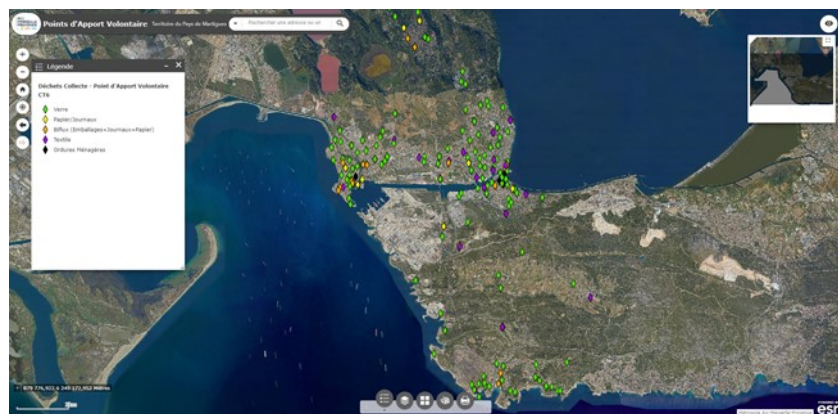 Points d'Apport Volontaire
Territoire du Pays de Martigues
Rechercher une adresse ou un
Légende
Déchets Collecte : Point d'Apport Volontaire
CT6
Verre
Papier/Journaux
Biflux (Emballages+Journaux+Papier)
Textile
Ordures Ménagères